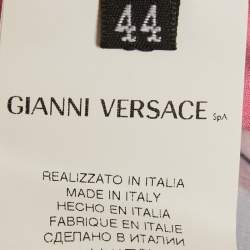 44
GIANNI VERSACE SpA
REALIZZATO IN ITALIA
MADE IN ITALY
HECHO EN ITALIA
FABRIQUE EN ITALIE
СДЕЛАНО В ИТАЛИИ